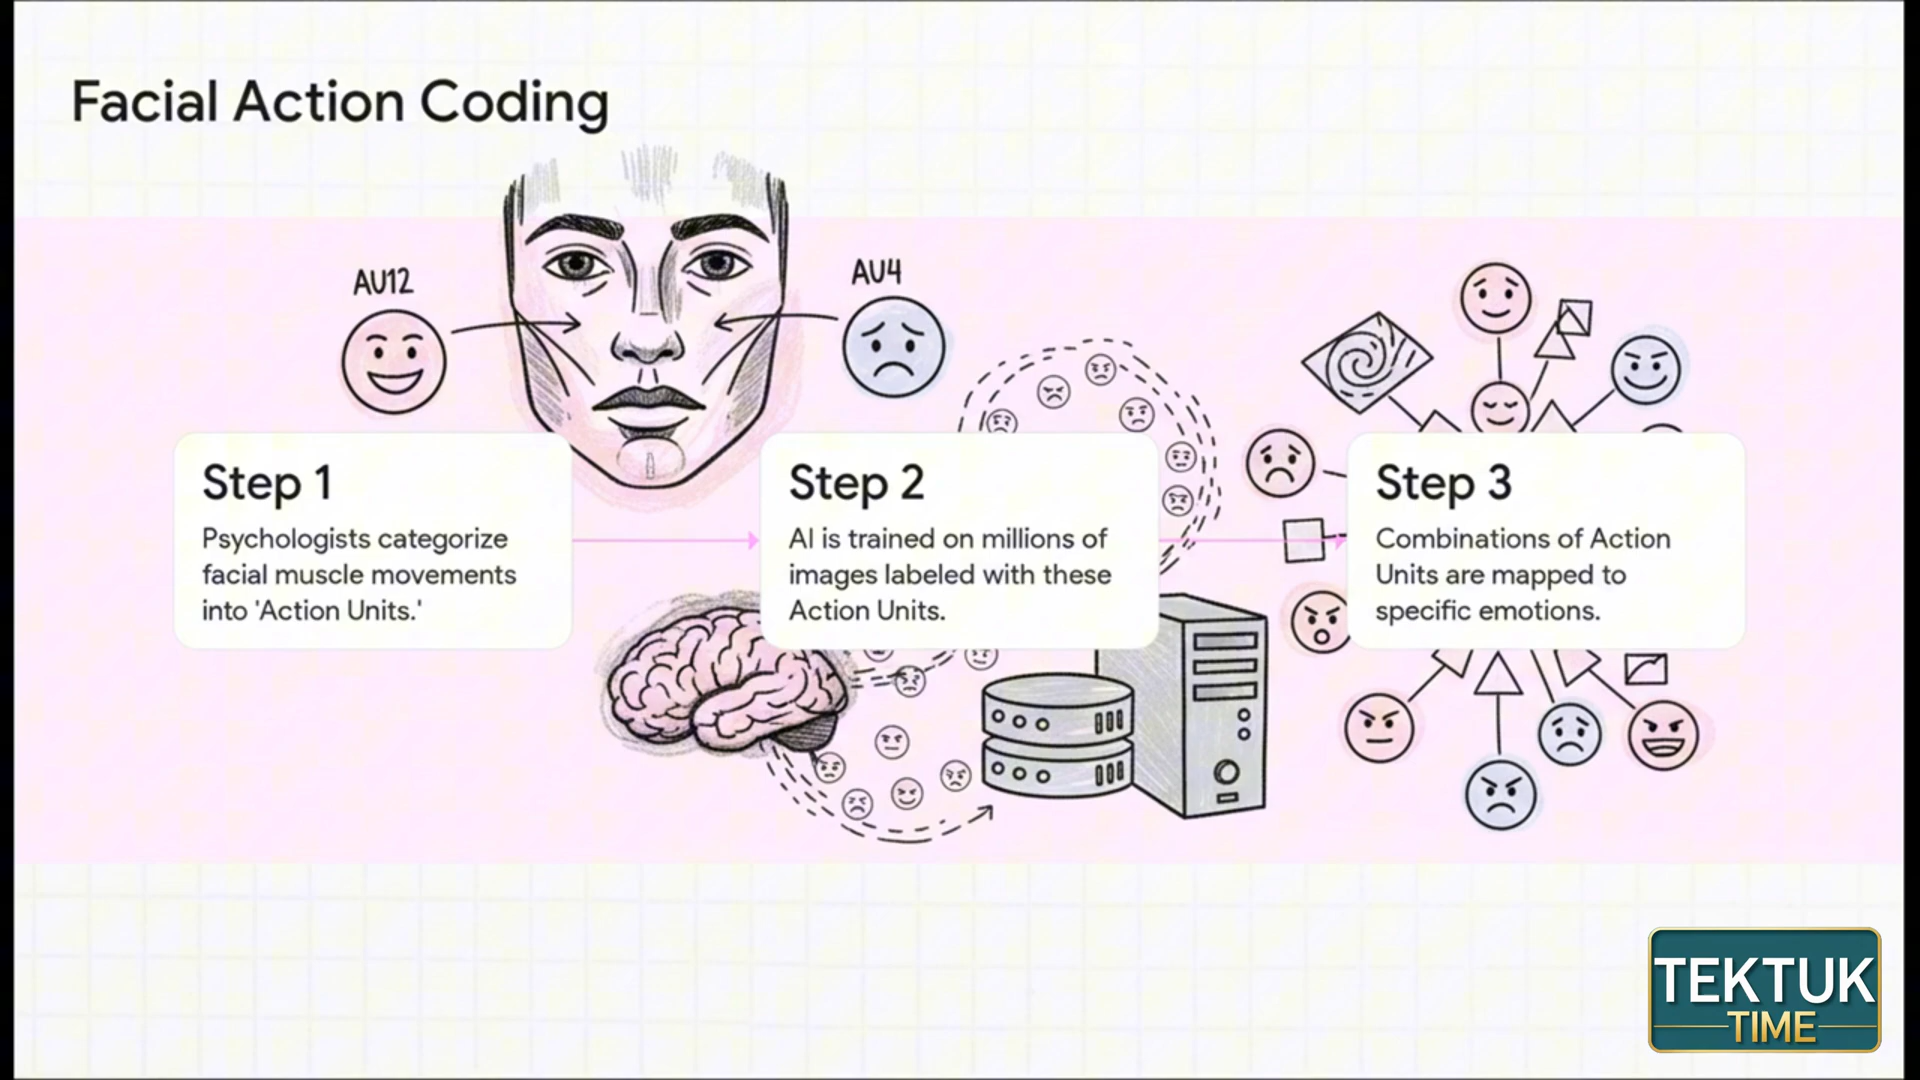 Facial Action Coding
AU12
AU4
Step 1
Psychologists categorize
facial muscle movements
into 'Action Units.'
Step 2
AI is trained on millions of
images labeled with these
Action Units.
Step 3
Combinations of Action
Units are mapped to
specific emotions.
TEKTUK
TIME